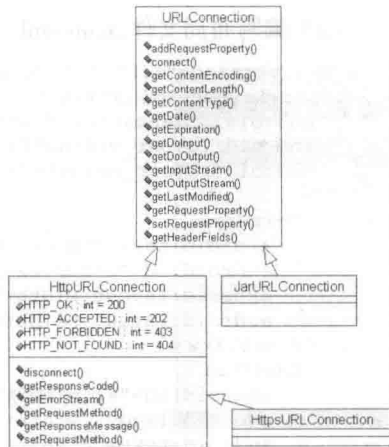 URLConnection
addRequestProperty()
connect()
getContentEncoding()
getContentLength()
getContentType()
getDate()
getExpiration()
getDoInput()
getDoOutput()
getInputStream()
getOutputStream()
getLastModified()
getRequestProperty()
setRequestProperty()
getHeaderFields()
HttpURLConnection
HTTP_OK : int = 200
HTTP_ACCEPTED : int = 202
HTTP_FORBIDDEN : int = 403
HTTP_NOT_FOUND : int = 404
disconnect()
getResponseCode()
getErrorStream()
getRequestMethod()
getResponseMessage()
setRequestMethod()
JarURLConnection
HttpsURLConnection